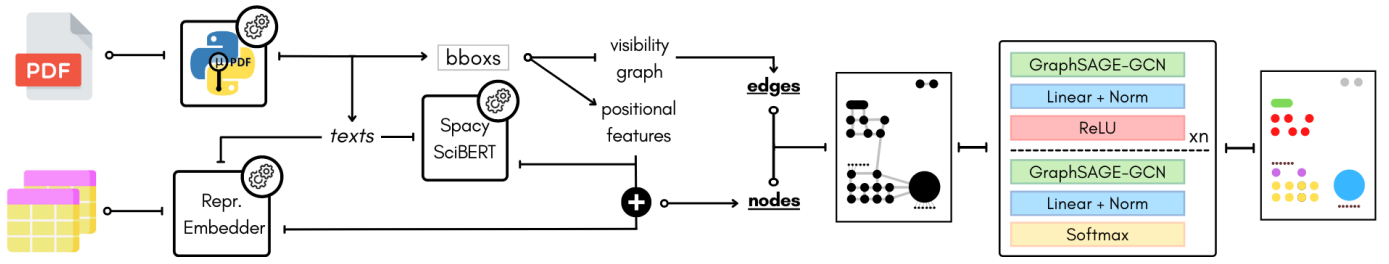 PDF
μPDF
bboxs
texts
Spacy
SciBERT
Repr.
Embedder
visibility
graph
positional
features
+
edges
nodes
GraphSAGE-GCN
Linear + Norm
ReLU
xn
GraphSAGE-GCN
Linear + Norm
Softmax